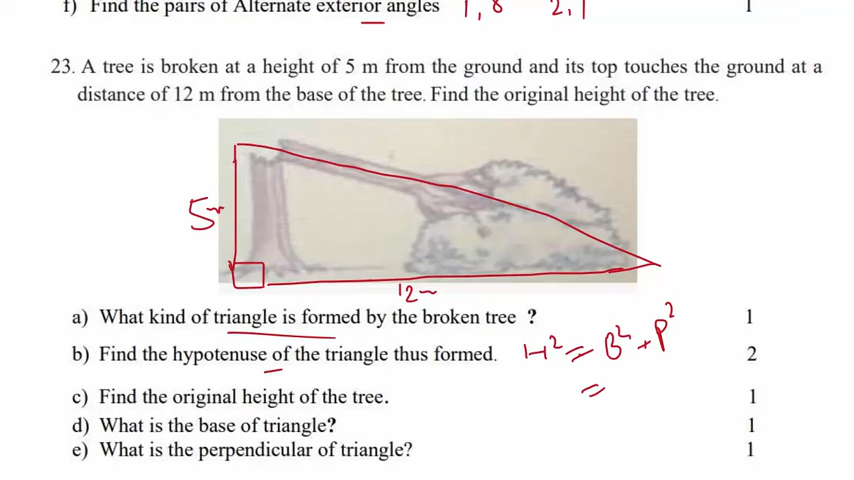 f) Find the pairs of Alternate exterior angles 1, 8 2, 1
23. A tree is broken at a height of 5 m from the ground and its top touches the ground at a
distance of 12 m from the base of the tree. Find the original height of the tree.
5m
12m
a) What kind of triangle is formed by the broken tree ? 1
b) Find the hypotenuse of the triangle thus formed. H² = B² + P² 2
=
c) Find the original height of the tree. 1
d) What is the base of triangle? 1
e) What is the perpendicular of triangle? 1